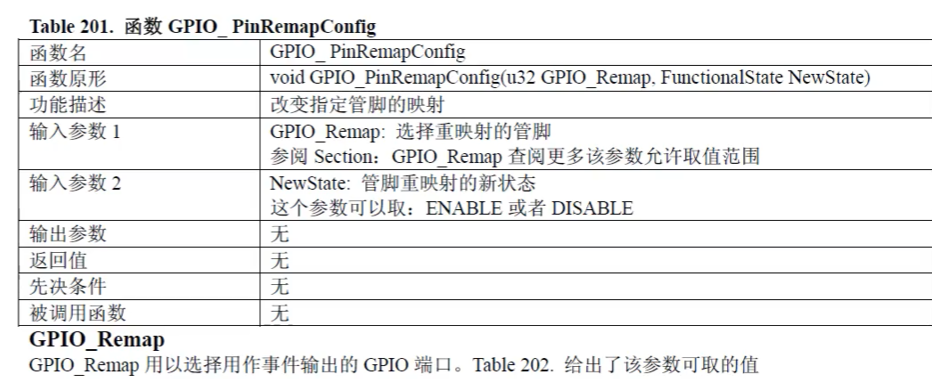 Table 201. 函数 GPIO_ PinRemapConfig
函数名 GPIO_ PinRemapConfig
函数原形 void GPIO_PinRemapConfig(u32 GPIO_Remap, FunctionalState NewState)
功能描述 改变指定管脚的映射
输入参数 1 GPIO_Remap: 选择重映射的管脚
参阅 Section：GPIO_Remap 查阅更多该参数允许取值范围
输入参数 2 NewState: 管脚重映射的新状态
这个参数可以取：ENABLE 或者 DISABLE
输出参数 无
返回值 无
先决条件 无
被调用函数 无
GPIO_Remap
GPIO_Remap 用以选择用作事件输出的 GPIO 端口。Table 202. 给出了该参数可取的值